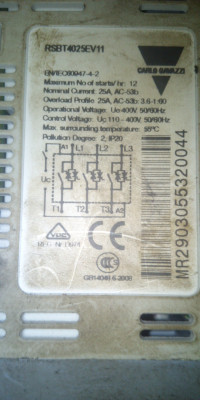 RSBT4025EV11
CARLO GAVAZZI
EN/IEC60947-4-2
Maximum No of starts/hr: 12
Nominal Current: 25A, AC-53b
Overload Profile 25A, AC-53b: 3.5-1:60
Operational Voltage: Ue 400V, 50/60Hz
Control Voltage: Uc 110 - 400V, 50/60Hz
Max. surrounding temperature:
Pollution Degree: 2, IP20
A1 L1 L2 L3
Uc
T1 T2 T3 A2
CE
MR2903055320044